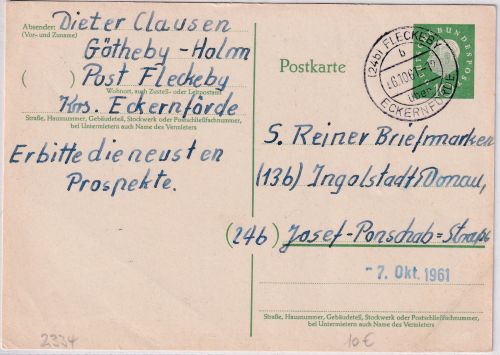 Absender:
(Vor- und Zuname)
Dieter Clausen
Götheby-Holm
( ) Post Fleckeby
Wohnort, auch Zustell- oder Leitpostamt
Krs. Eckernförde
Straße, Hausnummer, Gebäudeteil, Stockwerk oder Postschließfachnummer,
bei Untermietern auch Name des Vermieters
Erbitte die neusten
Prospekte.
2334
Postkarte
DEUTSCHE BUNDESPOST
10
(24b) FLECKEBY
b
über
ECKERNFÖRDE
S. Reiner Briefmarken
(13b) Ingolstadt/Donau,
(24b) Josef-Ponschab=Straße
-7. Okt. 1961
Straße, Hausnummer, Gebäudeteil, Stockwerk oder Postschließfachnummer,
bei Untermietern auch Name des Vermieters
10€